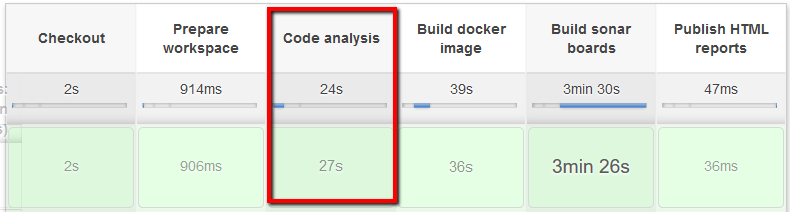 Checkout
Prepare
workspace
Code analysis
Build docker
image
Build sonar
boards
Publish HTML
reports
s:
2s
914ms
24s
39s
3min 30s
47ms
n
s)
2s
906ms
27s
36s
3min 26s
36ms